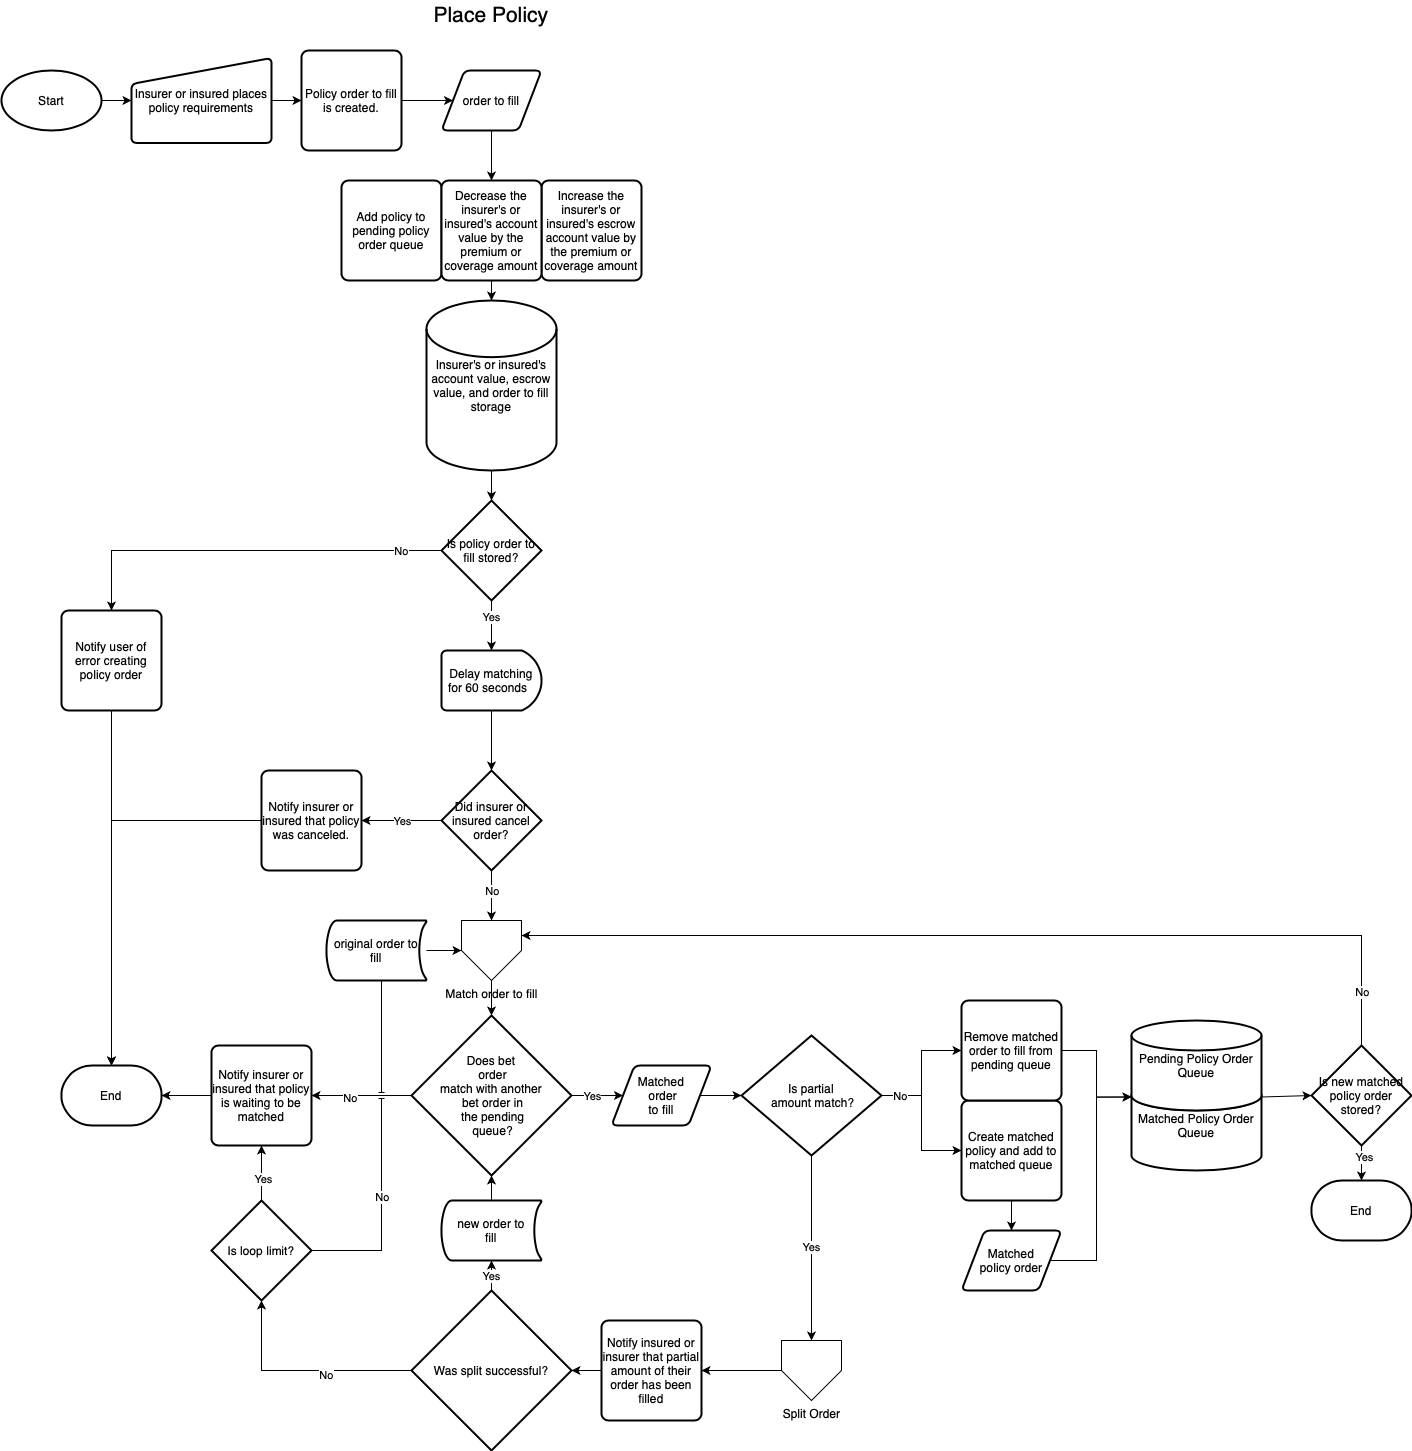 Place Policy
Start
Insurer or insured places
policy requirements
Policy order to fill
is created.
order to fill
Add policy to
pending policy
order queue
Decrease the
insurer's or
insured's account
value by the
premium or
coverage amount
Increase the
insurer's or
insured's escrow
account value by
the premium or
coverage amount
Insurer's or insured's
account value, escrow
value, and order to fill
storage
Is policy order to
fill stored?
No
Yes
Notify user of
error creating
policy order
Delay matching
for 60 seconds
Notify insurer or
insured that policy
was canceled.
Yes
Did insurer or
insured cancel
order?
No
original order to
fill
Match order to fill
No
End
Notify insurer or
insured that policy
is waiting to be
matched
No
Does bet
order
match with another
bet order in
the pending
queue?
Yes
Matched
order
to fill
Is partial
amount match?
No
Remove matched
order to fill from
pending queue
Create matched
policy and add to
matched queue
Pending Policy Order
Queue
Matched Policy Order
Queue
Is new matched
policy order
stored?
Yes
End
Yes
No
Is loop limit?
new order to
fill
Yes
Yes
Matched
policy order
No
Was split successful?
Notify insured or
insurer that partial
amount of their
order has been
filled
Split Order